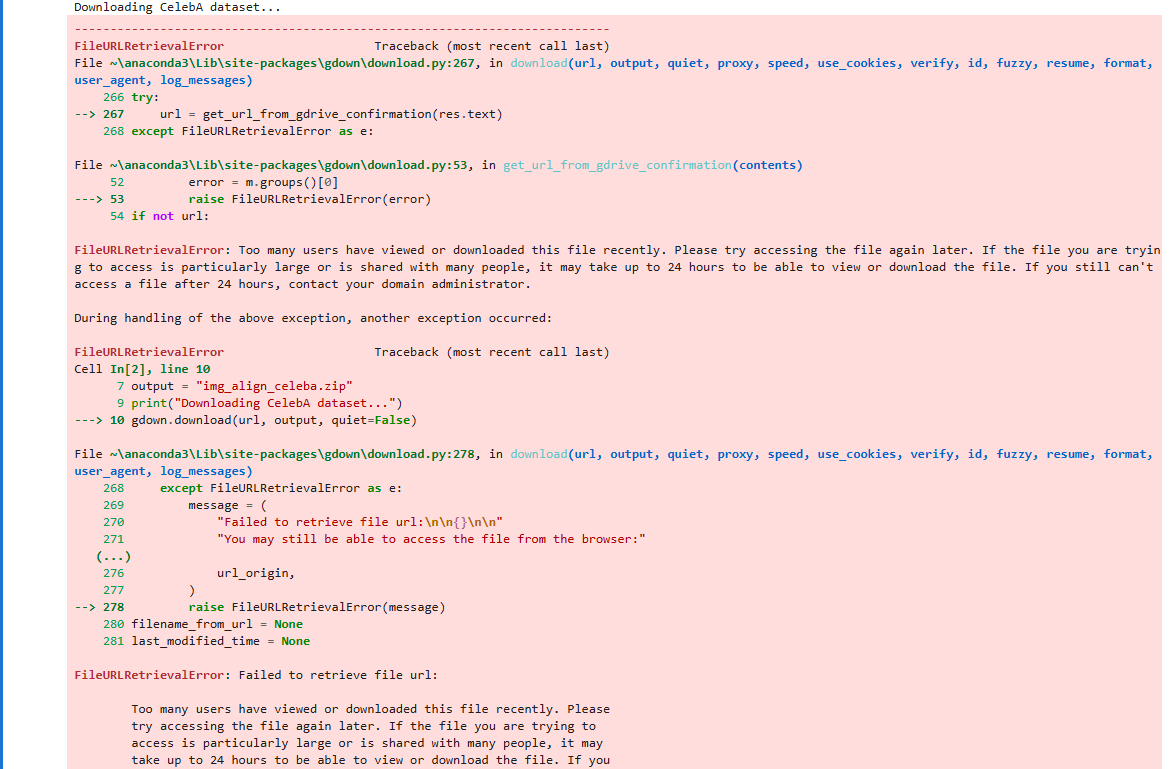 Downloading CelebA dataset...
---------------------------------------------------------------------------
FileURLRetrievalError                     Traceback (most recent call last)
File ~\anaconda3\Lib\site-packages\gdown\download.py:267, in download(url, output, quiet, proxy, speed, use_cookies, verify, id, fuzzy, resume, format,
user_agent, log_messages)
    266 try:
--> 267     url = get_url_from_gdrive_confirmation(res.text)
    268 except FileURLRetrievalError as e:
File ~\anaconda3\Lib\site-packages\gdown\download.py:53, in get_url_from_gdrive_confirmation(contents)
     52         error = m.groups()[0]
---> 53         raise FileURLRetrievalError(error)
     54 if not url:
FileURLRetrievalError: Too many users have viewed or downloaded this file recently. Please try accessing the file again later. If the file you are tryin
g to access is particularly large or is shared with many people, it may take up to 24 hours to be able to view or download the file. If you still can't
access a file after 24 hours, contact your domain administrator.
During handling of the above exception, another exception occurred:
FileURLRetrievalError                     Traceback (most recent call last)
Cell In[2], line 10
      7 output = "img_align_celeba.zip"
      9 print("Downloading CelebA dataset...")
---> 10 gdown.download(url, output, quiet=False)
File ~\anaconda3\Lib\site-packages\gdown\download.py:278, in download(url, output, quiet, proxy, speed, use_cookies, verify, id, fuzzy, resume, format,
user_agent, log_messages)
    268     except FileURLRetrievalError as e:
    269         message = (
    270             "Failed to retrieve file url:\n\n{}\n\n"
    271             "You may still be able to access the file from the browser:"
   (...)
    276             url_origin,
    277         )
--> 278         raise FileURLRetrievalError(message)
    280 filename_from_url = None
    281 last_modified_time = None
FileURLRetrievalError: Failed to retrieve file url:
        Too many users have viewed or downloaded this file recently. Please
        try accessing the file again later. If the file you are trying to
        access is particularly large or is shared with many people, it may
        take up to 24 hours to be able to view or download the file. If you